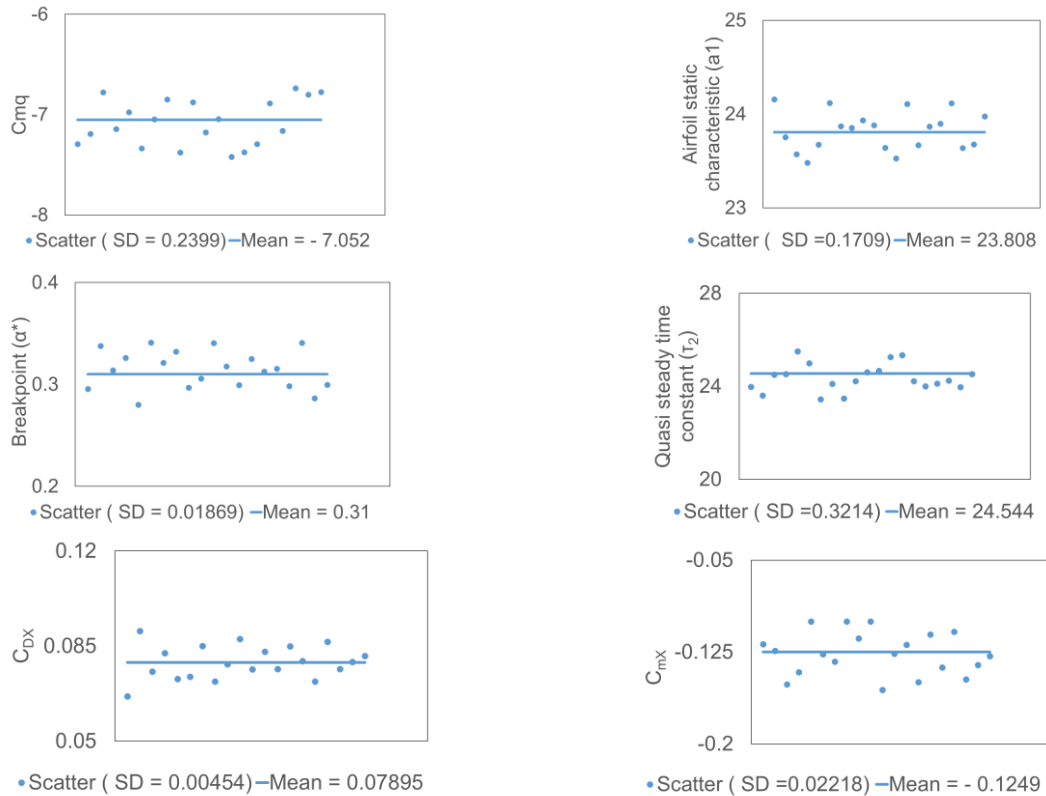 -6
Cmq
-7
-8
Scatter ( SD = 0.2399) Mean = - 7.052
25
Airfoil static
characteristic (a1)
24
23
Scatter ( SD =0.1709) Mean = 23.808
0.4
Breakpoint (α*)
0.3
0.2
Scatter ( SD = 0.01869) Mean = 0.31
28
Quasi steady time
constant (τ₂)
24
20
Scatter ( SD =0.3214) Mean = 24.544
0.12
C_DX
0.085
0.05
Scatter ( SD = 0.00454) Mean = 0.07895
-0.05
C_mX
-0.125
-0.2
Scatter ( SD =0.02218) Mean = - 0.1249